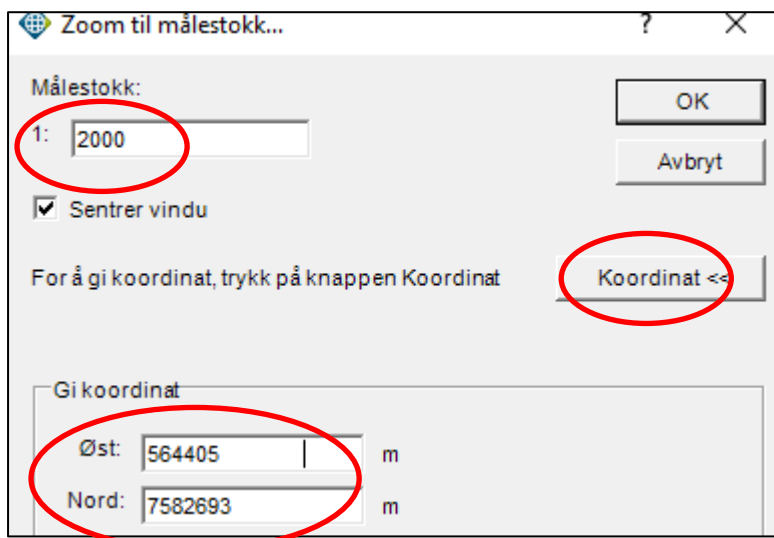 Zoom til målestokk... ? X
Målestokk:
OK
1: 2000
Avbryt
Sentrer vindu
For å gi koordinat, trykk på knappen Koordinat
Koordinat <<
Gi koordinat
Øst: 564405 m
Nord: 7582693 m